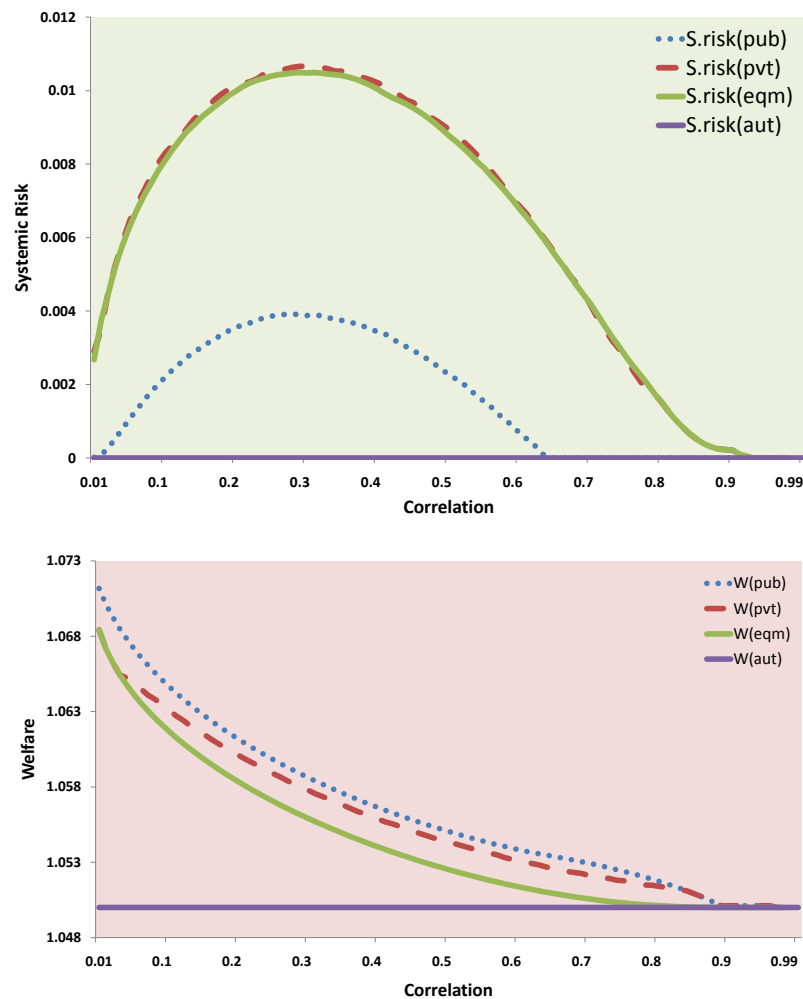 0.012
0.01
0.008
0.006
0.004
0.002
0
Systemic Risk
S.risk(pub)
S.risk(pvt)
S.risk(eqm)
S.risk(aut)
0.01 0.1 0.2 0.3 0.4 0.5 0.6 0.7 0.8 0.9 0.99
Correlation
1.073
1.068
1.063
1.058
1.053
1.048
Welfare
W(pub)
W(pvt)
W(eqm)
W(aut)
0.01 0.1 0.2 0.3 0.4 0.5 0.6 0.7 0.8 0.9 0.99
Correlation